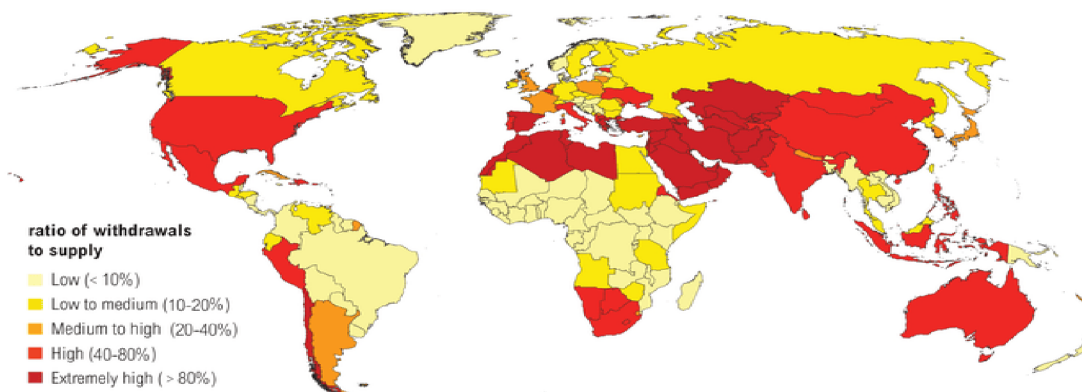 ratio of withdrawals
to supply
Low (< 10%)
Low to medium (10-20%)
Medium to high (20-40%)
High (40-80%)
Extremely high (> 80%)